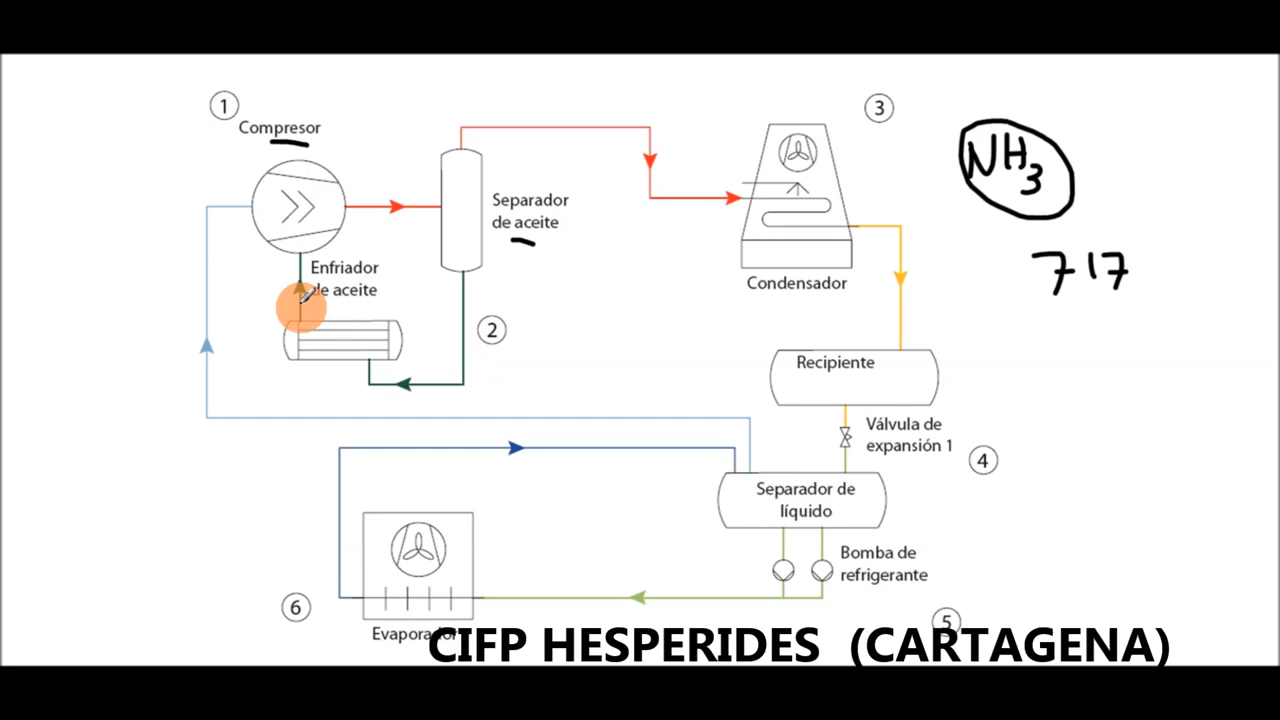 1
Compresor
3
NH3
Separador
de aceite
717
Enfriador
de aceite
Condensador
2
Recipiente
Válvula de
expansión 1
4
Separador de
líquido
Bomba de
refrigerante
6
5
Evaporador
CIFP HESPERIDES (CARTAGENA)